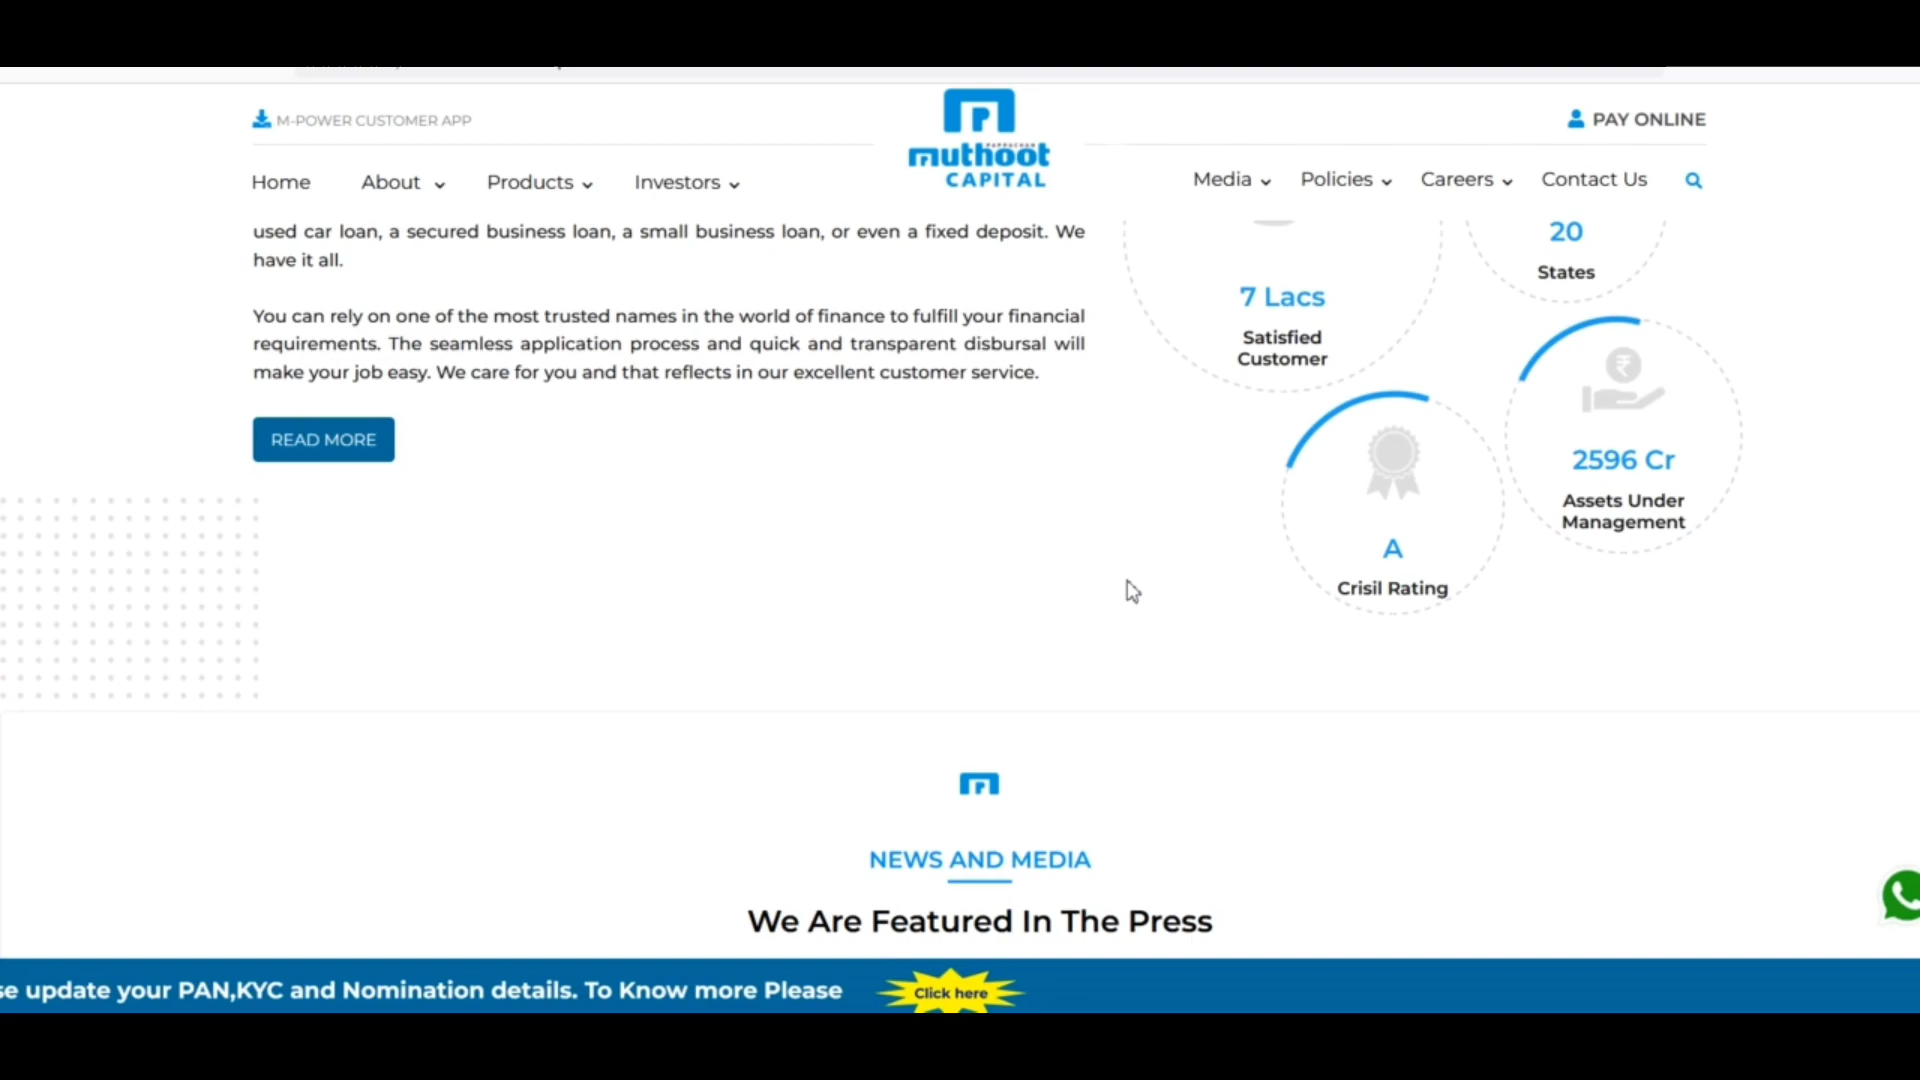 M-POWER CUSTOMER APP
muthoot
CAPITAL
PAY ONLINE
Home About Products Investors
Media Policies Careers Contact Us
used car loan, a secured business loan, a small business loan, or even a fixed deposit. We
have it all.
You can rely on one of the most trusted names in the world of finance to fulfill your financial
requirements. The seamless application process and quick and transparent disbursal will
make your job easy. We care for you and that reflects in our excellent customer service.
READ MORE
20
States
7 Lacs
Satisfied
Customer
2596 Cr
Assets Under
Management
A
Crisil Rating
NEWS AND MEDIA
We Are Featured In The Press
se update your PAN,KYC and Nomination details. To Know more Please
Click here